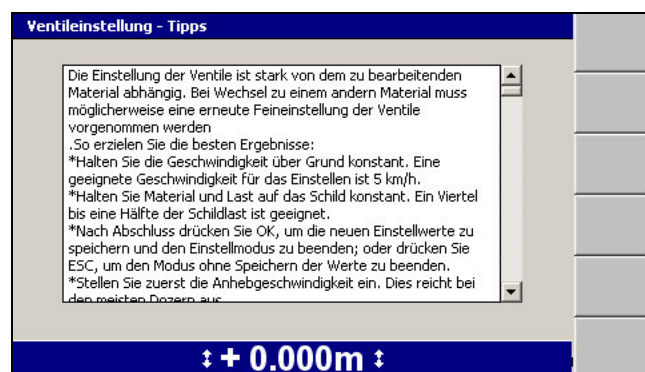 Ventileinstellung - Tipps
Die Einstellung der Ventile ist stark von dem zu bearbeitenden
Material abhängig. Bei Wechsel zu einem andern Material muss
möglicherweise eine erneute Feineinstellung der Ventile
vorgenommen werden
.So erzielen Sie die besten Ergebnisse:
*Halten Sie die Geschwindigkeit über Grund konstant. Eine
geeignete Geschwindigkeit für das Einstellen ist 5 km/h.
*Halten Sie Material und Last auf das Schild konstant. Ein Viertel
bis eine Hälfte der Schildlast ist geeignet.
*Nach Abschluss drücken Sie OK, um die neuen Einstellwerte zu
speichern und den Einstellmodus zu beenden; oder drücken Sie
ESC, um den Modus ohne Speichern der Werte zu beenden.
*Stellen Sie zuerst die Anhebgeschwindigkeit ein. Dies reicht bei
den meisten Dozern aus
+ 0.000m